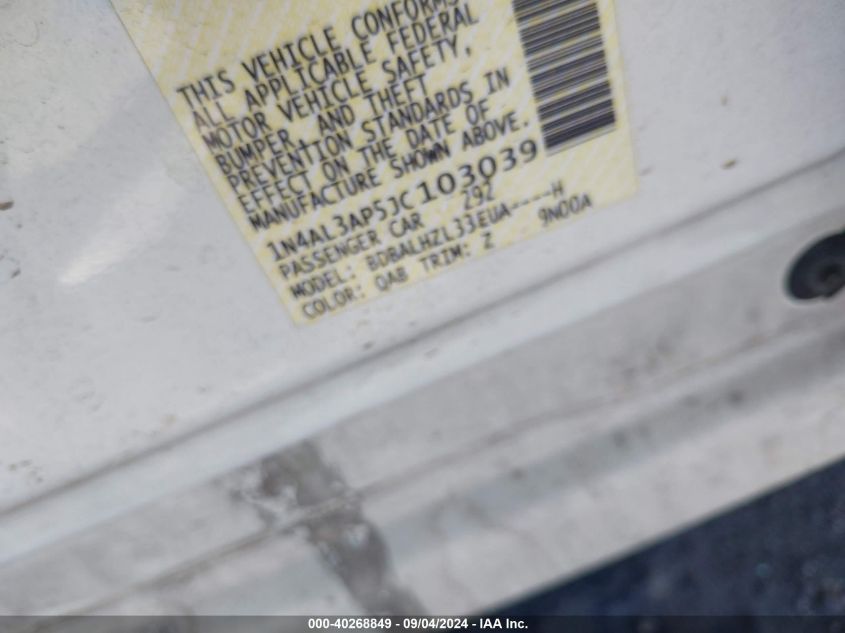 THIS VEHICLE CONFORMS
ALL APPLICABLE FEDERAL
MOTOR VEHICLE SAFETY,
BUMPER, AND THEFT
PREVENTION STANDARDS IN
EFFECT ON THE DATE OF
MANUFACTURE SHOWN ABOVE.
1N4AL3AP5JC103039
PASSENGER CAR 292
MODEL: BDBALHZL33EUA----H
COLOR: QAB TRIM: Z 9N00A
000-40268849 - 09/04/2024 - IAA Inc.